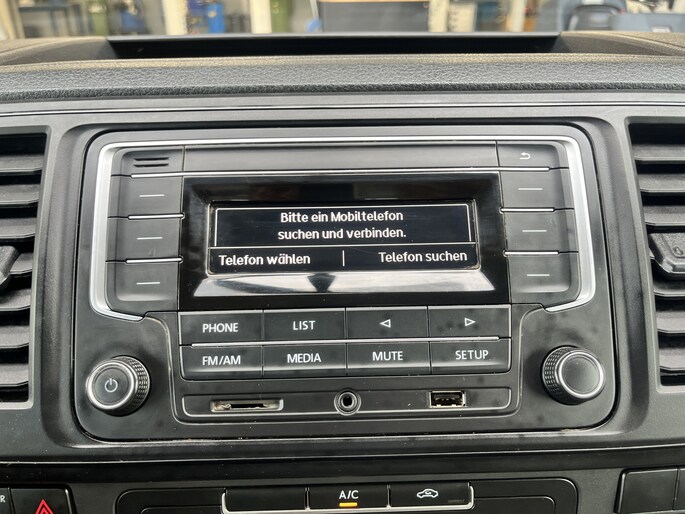 Bitte ein Mobiltelefon
suchen und verbinden.
Telefon wählen | Telefon suchen
PHONE LIST
FM/AM MEDIA MUTE SETUP
R A/C